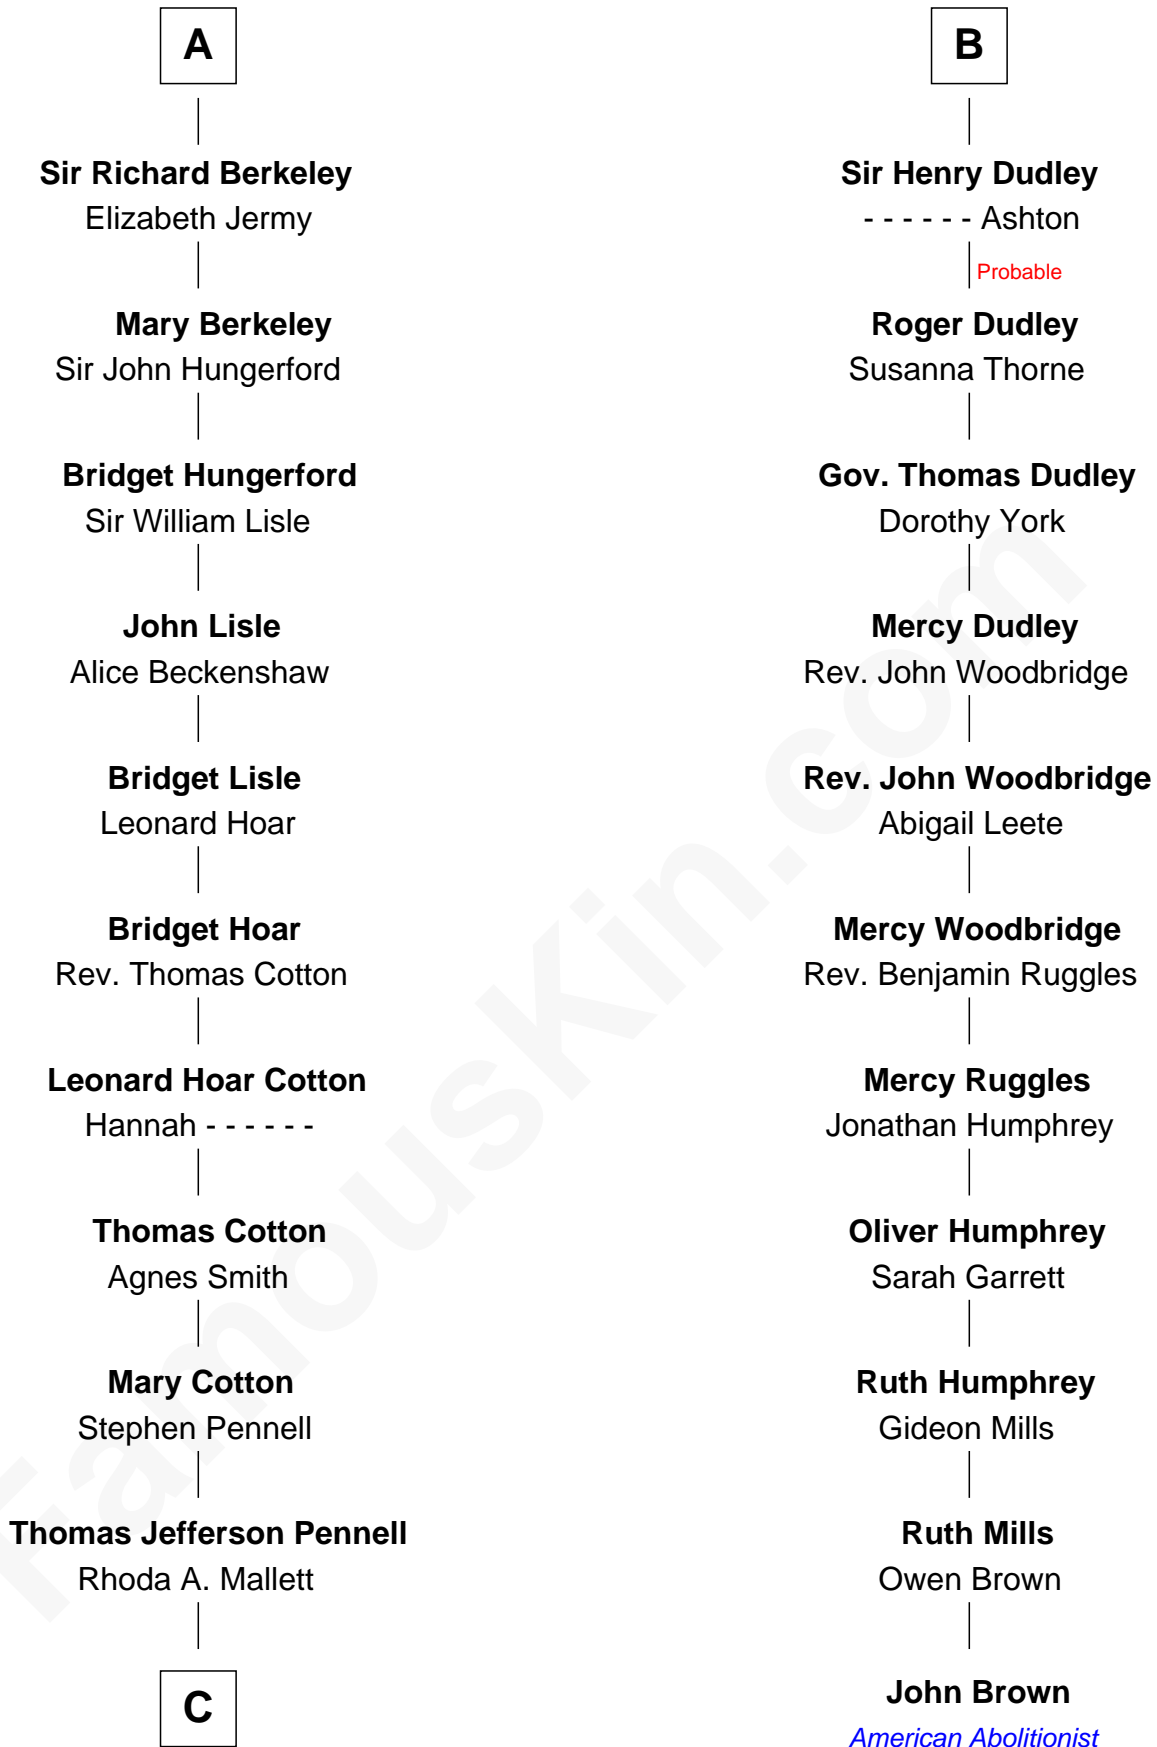 A
Sir Richard Berkeley
Elizabeth Jermy
Mary Berkeley
Sir John Hungerford
Bridget Hungerford
Sir William Lisle
John Lisle
Alice Beckenshaw
Bridget Lisle
Leonard Hoar
Bridget Hoar
Rev. Thomas Cotton
Leonard Hoar Cotton
Hannah - - - - - -
Thomas Cotton
Agnes Smith
Mary Cotton
Stephen Pennell
Thomas Jefferson Pennell
Rhoda A. Mallett
C
B
Sir Henry Dudley
- - - - - - Ashton
Probable
Roger Dudley
Susanna Thorne
Gov. Thomas Dudley
Dorothy York
Mercy Dudley
Rev. John Woodbridge
Rev. John Woodbridge
Abigail Leete
Mercy Woodbridge
Rev. Benjamin Ruggles
Mercy Ruggles
Jonathan Humphrey
Oliver Humphrey
Sarah Garrett
Ruth Humphrey
Gideon Mills
Ruth Mills
Owen Brown
John Brown
American Abolitionist
FamousKin.com